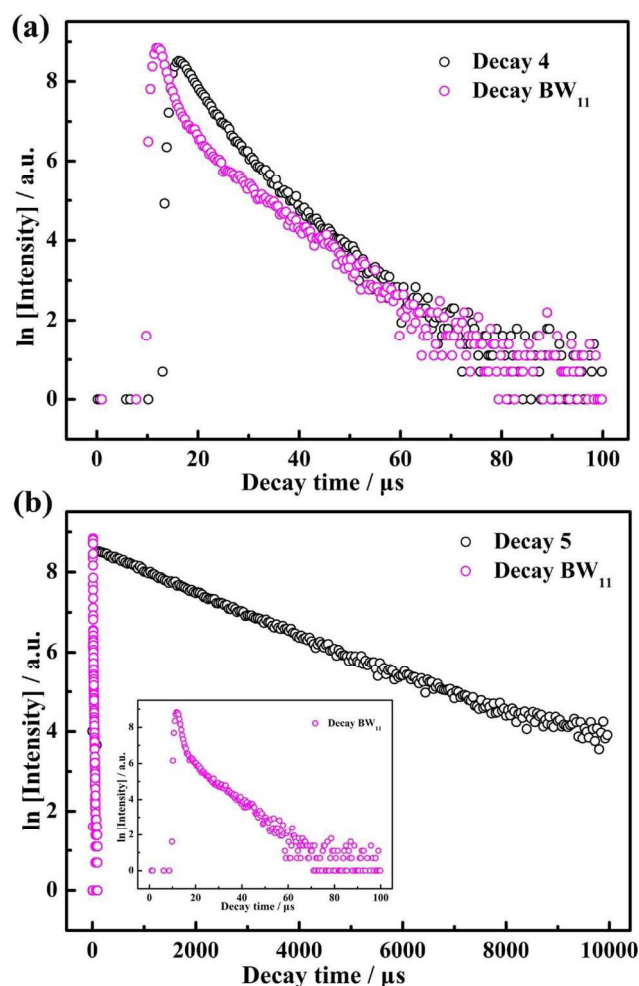 (a)
Decay 4
Decay BW₁₁
ln [Intensity] / a.u.
8
6
4
2
0
0 20 40 60 80 100
Decay time / μs
(b)
Decay 5
Decay BW₁₁
ln [Intensity] / a.u.
8
6
4
2
0
Decay BW₁₁
ln [Intensity] / a.u.
8
6
4
2
0
0 20 40 60 80 100
Decay time / μs
0 2000 4000 6000 8000 10000
Decay time / μs